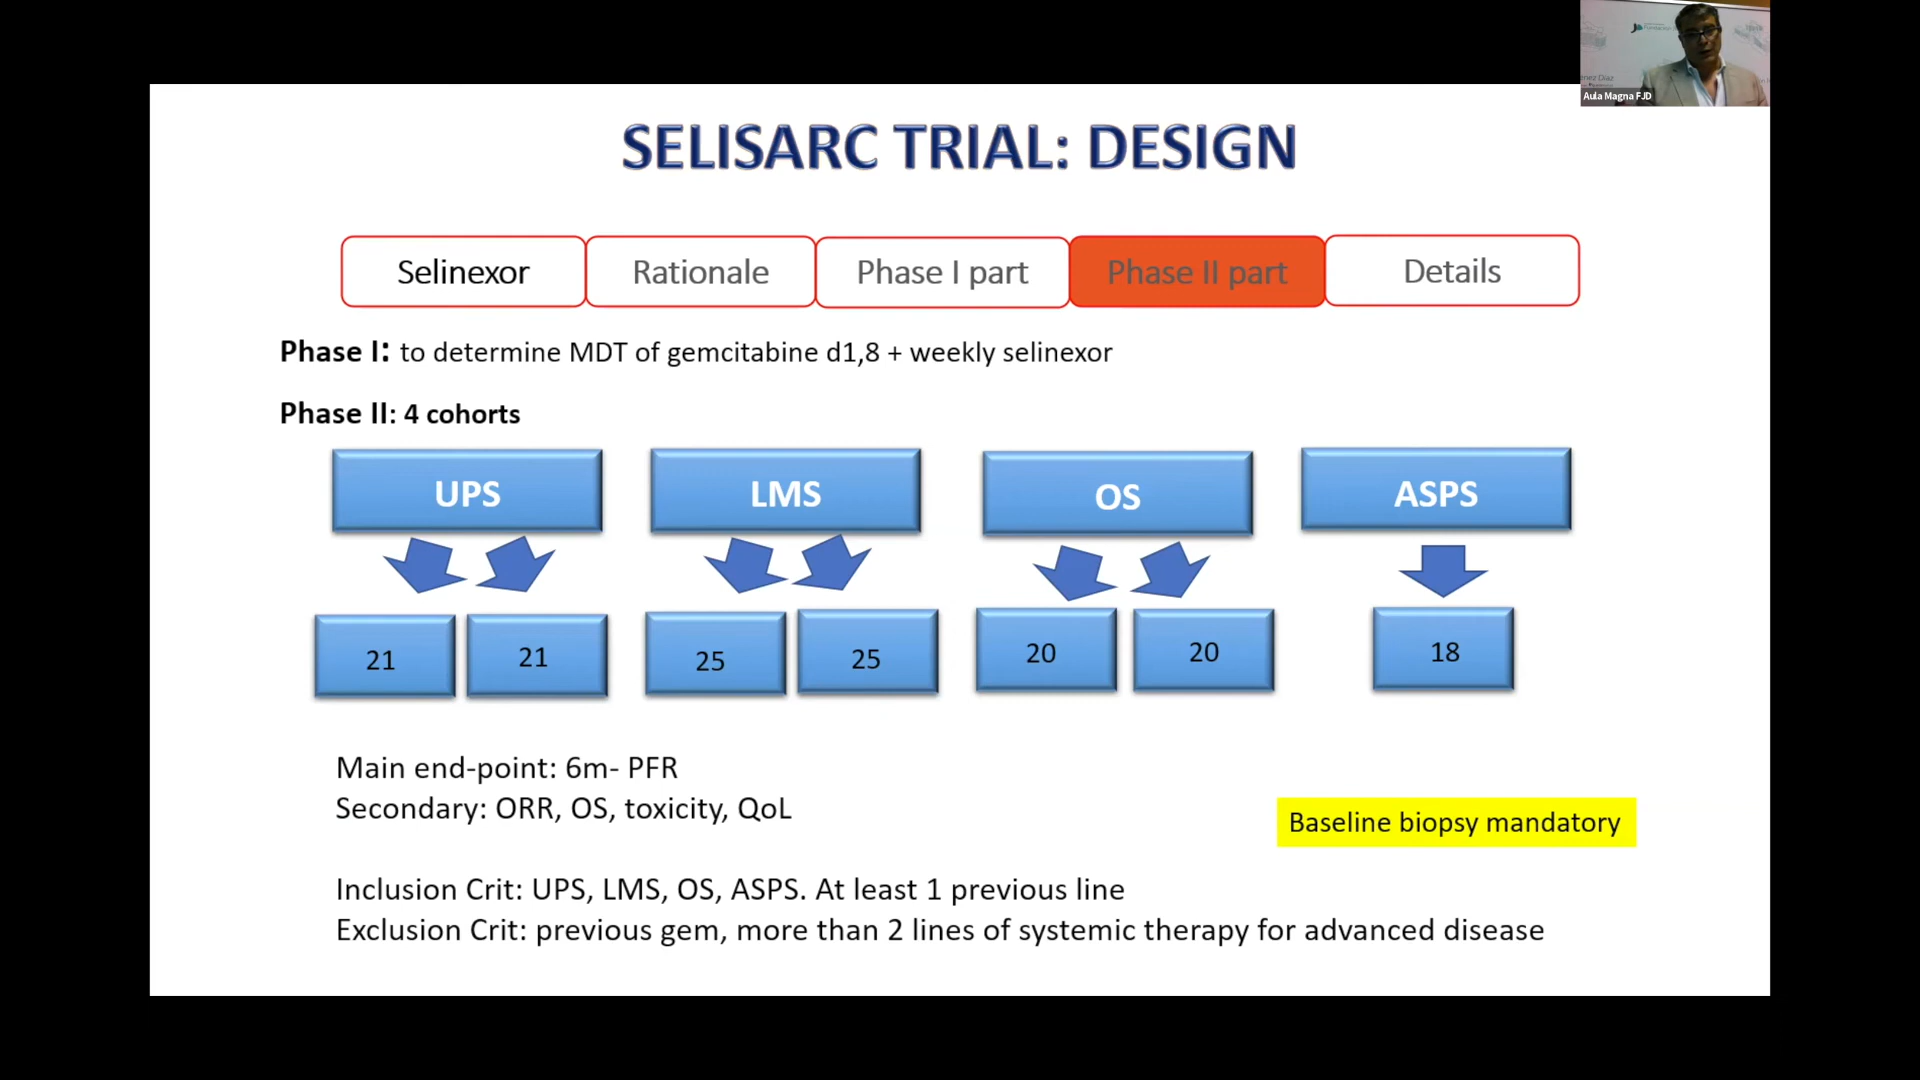 Aula Magna FJD
SELISARC TRIAL: DESIGN
Selinexor
Rationale
Phase I part
Phase II part
Details
Phase I: to determine MDT of gemcitabine d1,8 + weekly selinexor
Phase II: 4 cohorts
UPS
LMS
OS
ASPS
21
21
25
25
20
20
18
Main end-point: 6m- PFR
Secondary: ORR, OS, toxicity, QoL
Baseline biopsy mandatory
Inclusion Crit: UPS, LMS, OS, ASPS. At least 1 previous line
Exclusion Crit: previous gem, more than 2 lines of systemic therapy for advanced disease